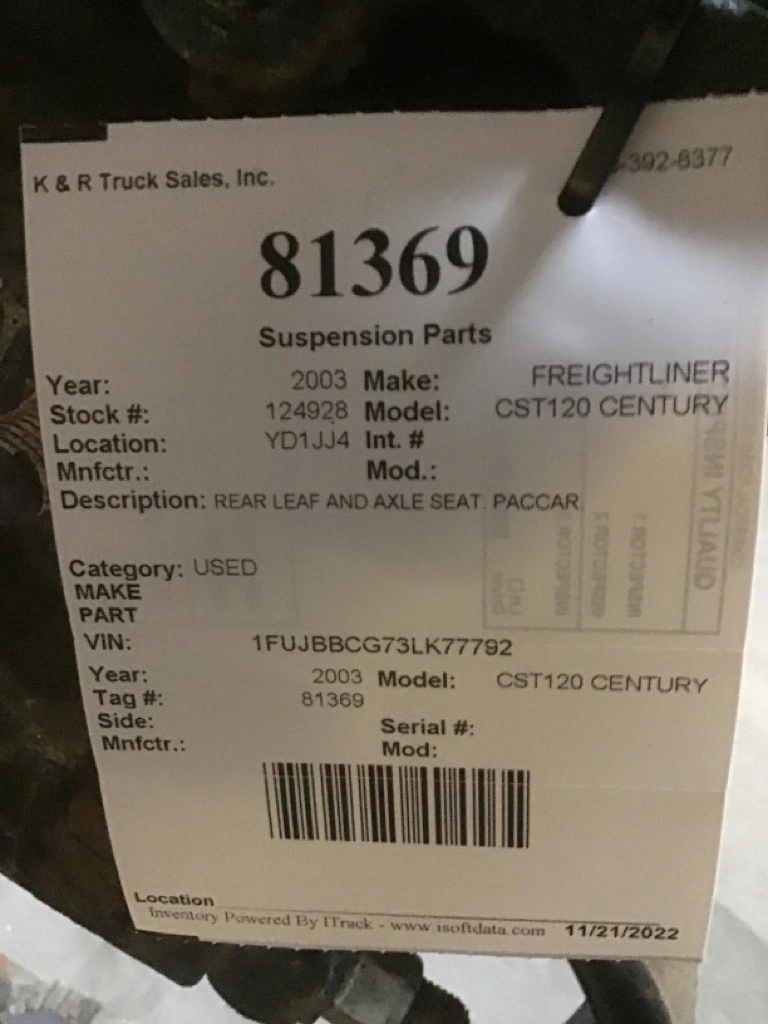 K & R Truck Sales, Inc. -392-8377
81369
Suspension Parts
Year: 2003 Make: FREIGHTLINER
Stock #: 124928 Model: CST120 CENTURY
Location: YD1JJ4 Int. #
Mnfctr.: Mod.:
Description: REAR LEAF AND AXLE SEAT PACCAR
Category: USED
MAKE
PART
VIN: 1FUJBBCG73LK77792
Year: 2003 Model: CST120 CENTURY
Tag #: 81369
Side: Serial #:
Mnfctr.: Mod:
Location
Inventory Powered By ITrack - www.isoftdata.com 11/21/2022